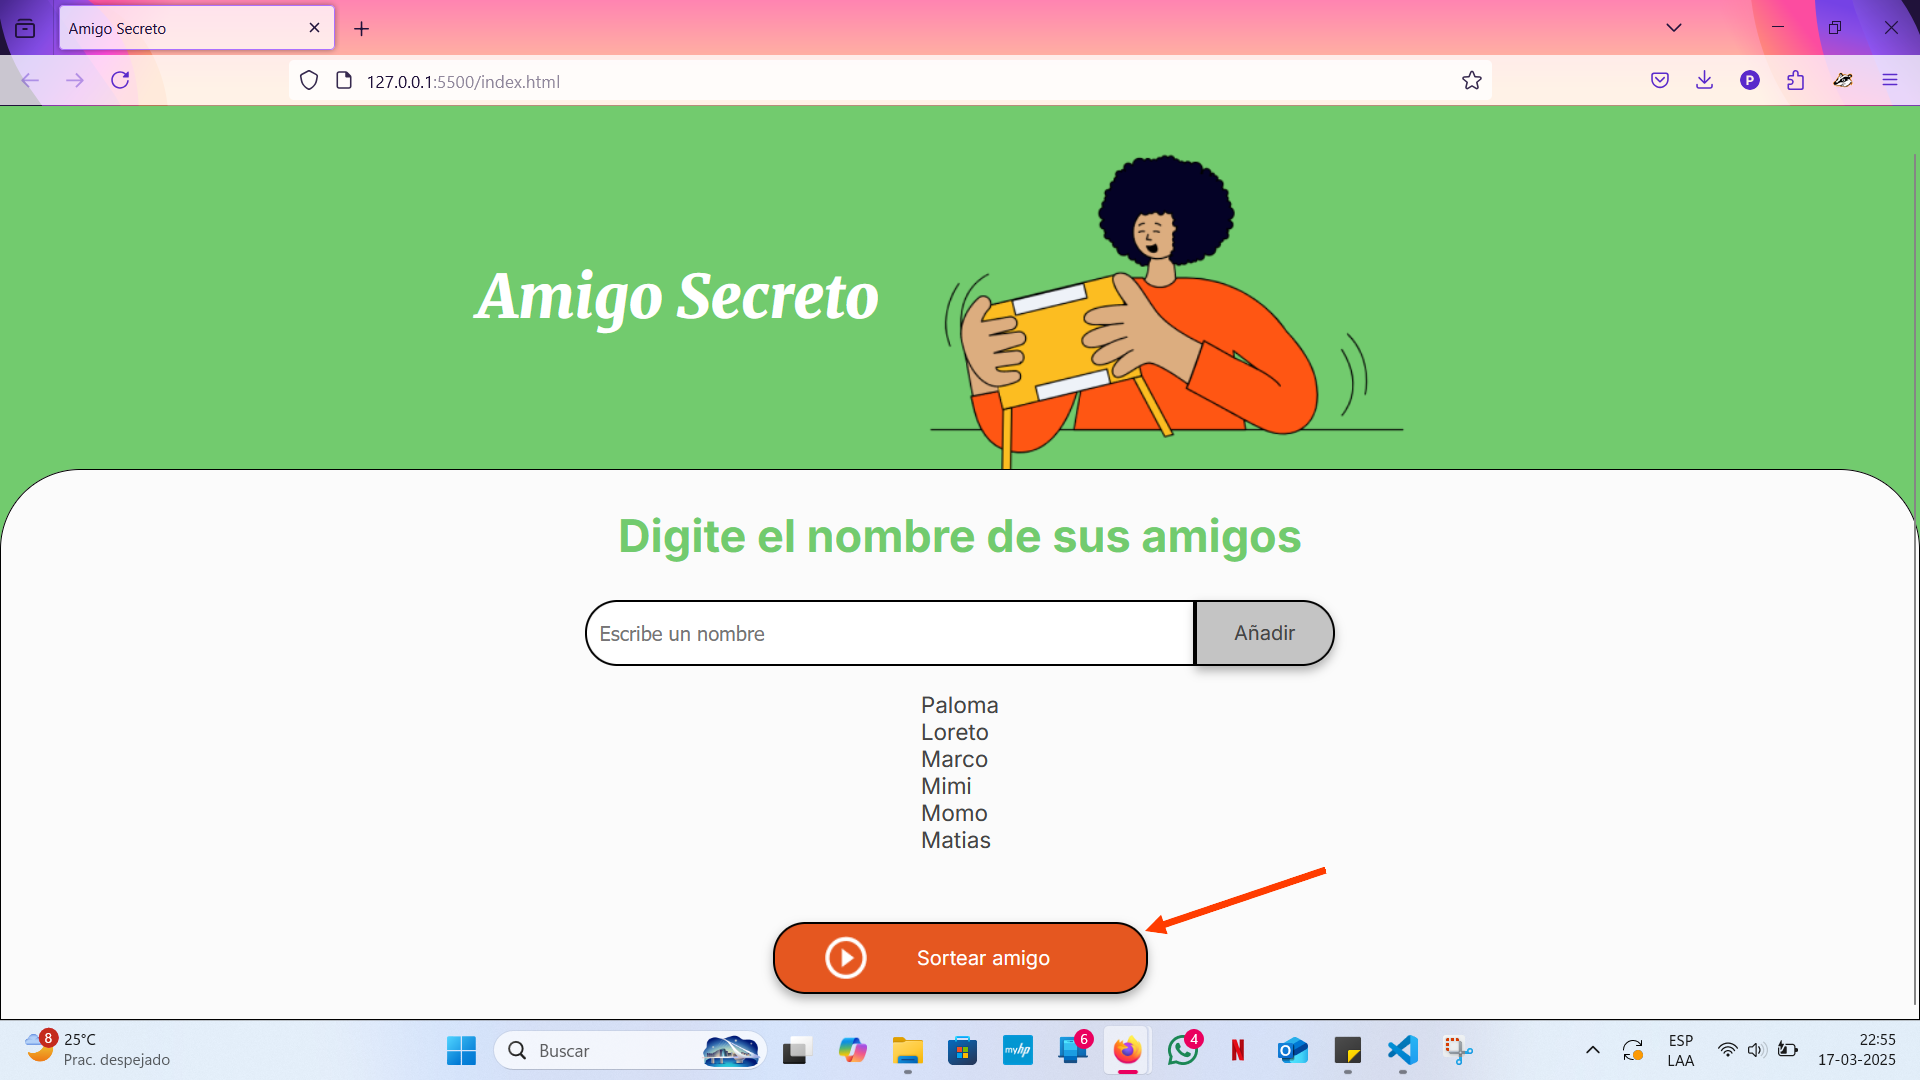 Amigo Secreto
127.0.0.1:5500/index.html
P
Amigo Secreto
Digite el nombre de sus amigos
Escribe un nombre
Añadir
Paloma
Loreto
Marco
Mimi
Momo
Matias
Sortear amigo
8
25°C
Prac. despejado
Buscar
myhp
6
4
N
O
ESP
LAA
22:55
17-03-2025